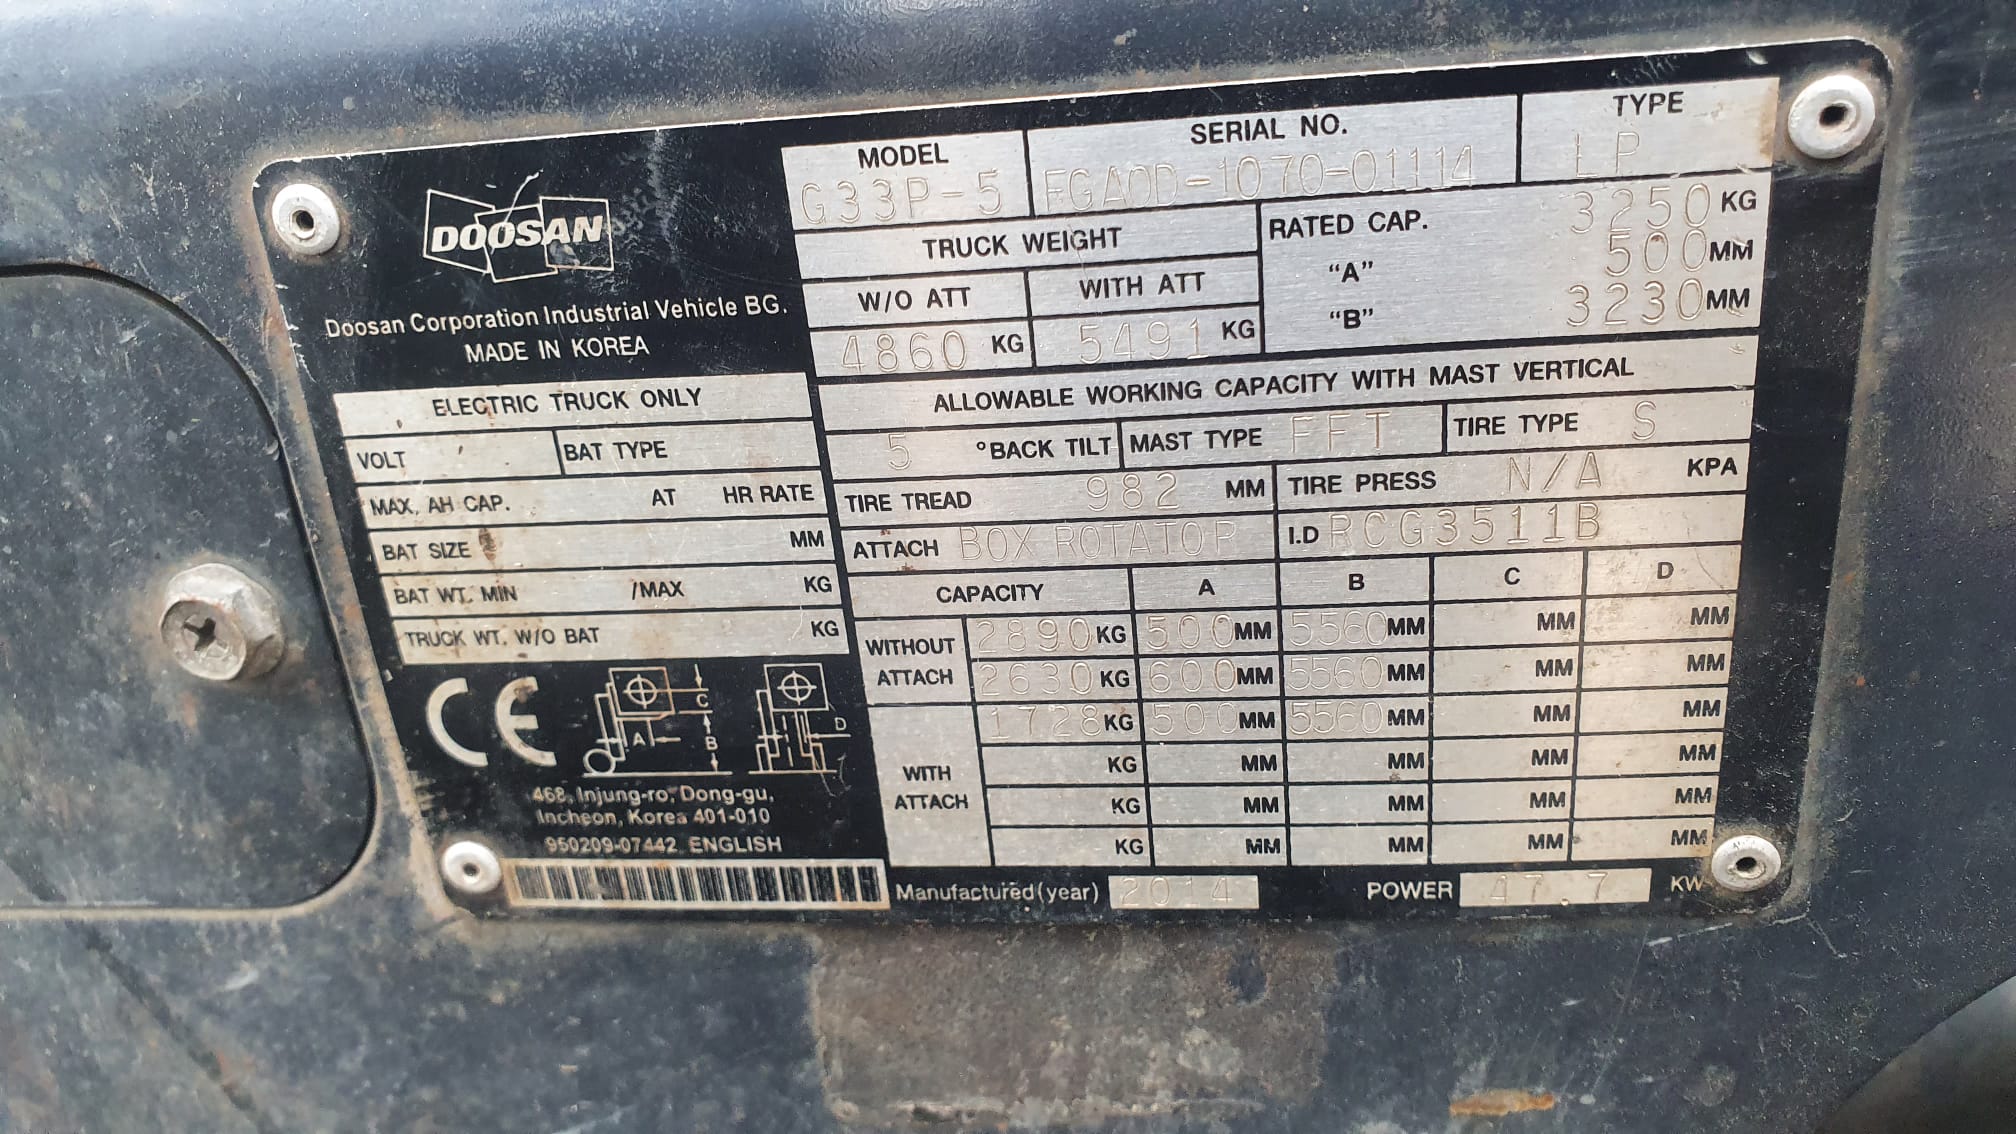 DOOSAN
Doosan Corporation Industrial Vehicle BG.
MADE IN KOREA
MODEL
G33P-5
SERIAL NO.
FGA0D-1070-01114
TYPE
LP
TRUCK WEIGHT
W/O ATT
4860 KG
WITH ATT
5491 KG
RATED CAP. 3250 KG
"A" 500 MM
"B" 3230 MM
ALLOWABLE WORKING CAPACITY WITH MAST VERTICAL
5 °BACK TILT MAST TYPE FFT TIRE TYPE S
TIRE TREAD 982 MM TIRE PRESS N/A KPA
ATTACH BOX ROTATOR I.D RCG3511B
CAPACITY A B C D
WITHOUT ATTACH
2890 KG 500 MM 5560 MM MM MM
2630 KG 600 MM 5560 MM MM MM
WITH ATTACH
1728 KG 500 MM 5560 MM MM MM
KG MM MM MM MM
KG MM MM MM MM
KG MM MM MM MM
Manufactured(year) 2014 POWER 47.7 KW
ELECTRIC TRUCK ONLY
VOLT BAT TYPE
MAX. AH CAP. AT HR RATE
BAT SIZE MM
BAT WT. MIN /MAX KG
TRUCK WT. W/O BAT KG
CE
A B C D
468, Injung-ro, Dong-gu,
Incheon, Korea 401-010
950209-07442 ENGLISH